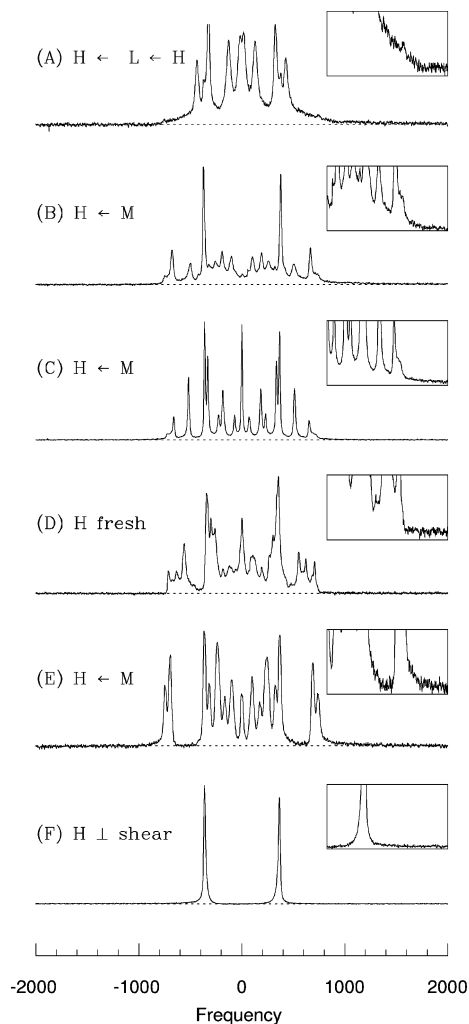 (A) H ← L ← H
(B) H ← M
(C) H ← M
(D) H fresh
(E) H ← M
(F) H ⊥ shear
-2000 -1000 0 1000 2000
Frequency